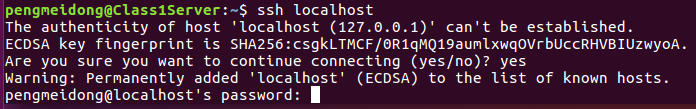 pengmeidong@Class1Server:~$ ssh localhost
The authenticity of host 'localhost (127.0.0.1)' can't be established.
ECDSA key fingerprint is SHA256:csgkLTMCF/0R1qMQ19aumlxwqOVrbUccRHVBIUzwyoA.
Are you sure you want to continue connecting (yes/no)? yes
Warning: Permanently added 'localhost' (ECDSA) to the list of known hosts.
pengmeidong@localhost's password: